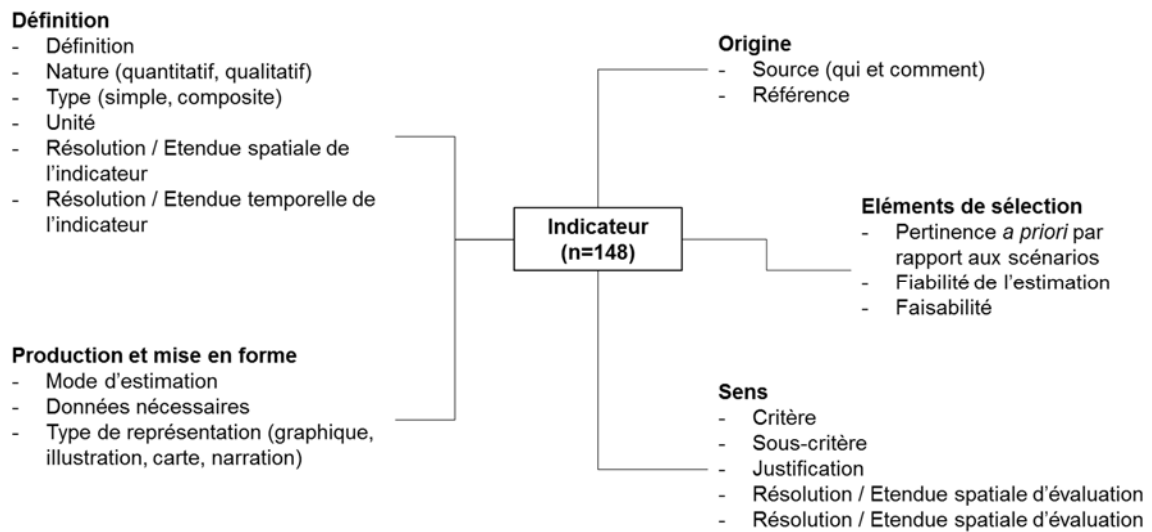 Définition
- Définition
- Nature (quantitatif, qualitatif)
- Type (simple, composite)
- Unité
- Résolution / Etendue spatiale de
l’indicateur
- Résolution / Etendue temporelle de
l’indicateur
Production et mise en forme
- Mode d’estimation
- Données nécessaires
- Type de représentation (graphique,
illustration, carte, narration)
Indicateur
(n=148)
Origine
- Source (qui et comment)
- Référence
Eléments de sélection
- Pertinence a priori par
rapport aux scénarios
- Fiabilité de l’estimation
- Faisabilité
Sens
- Critère
- Sous-critère
- Justification
- Résolution / Etendue spatiale d’évaluation
- Résolution / Etendue spatiale d’évaluation